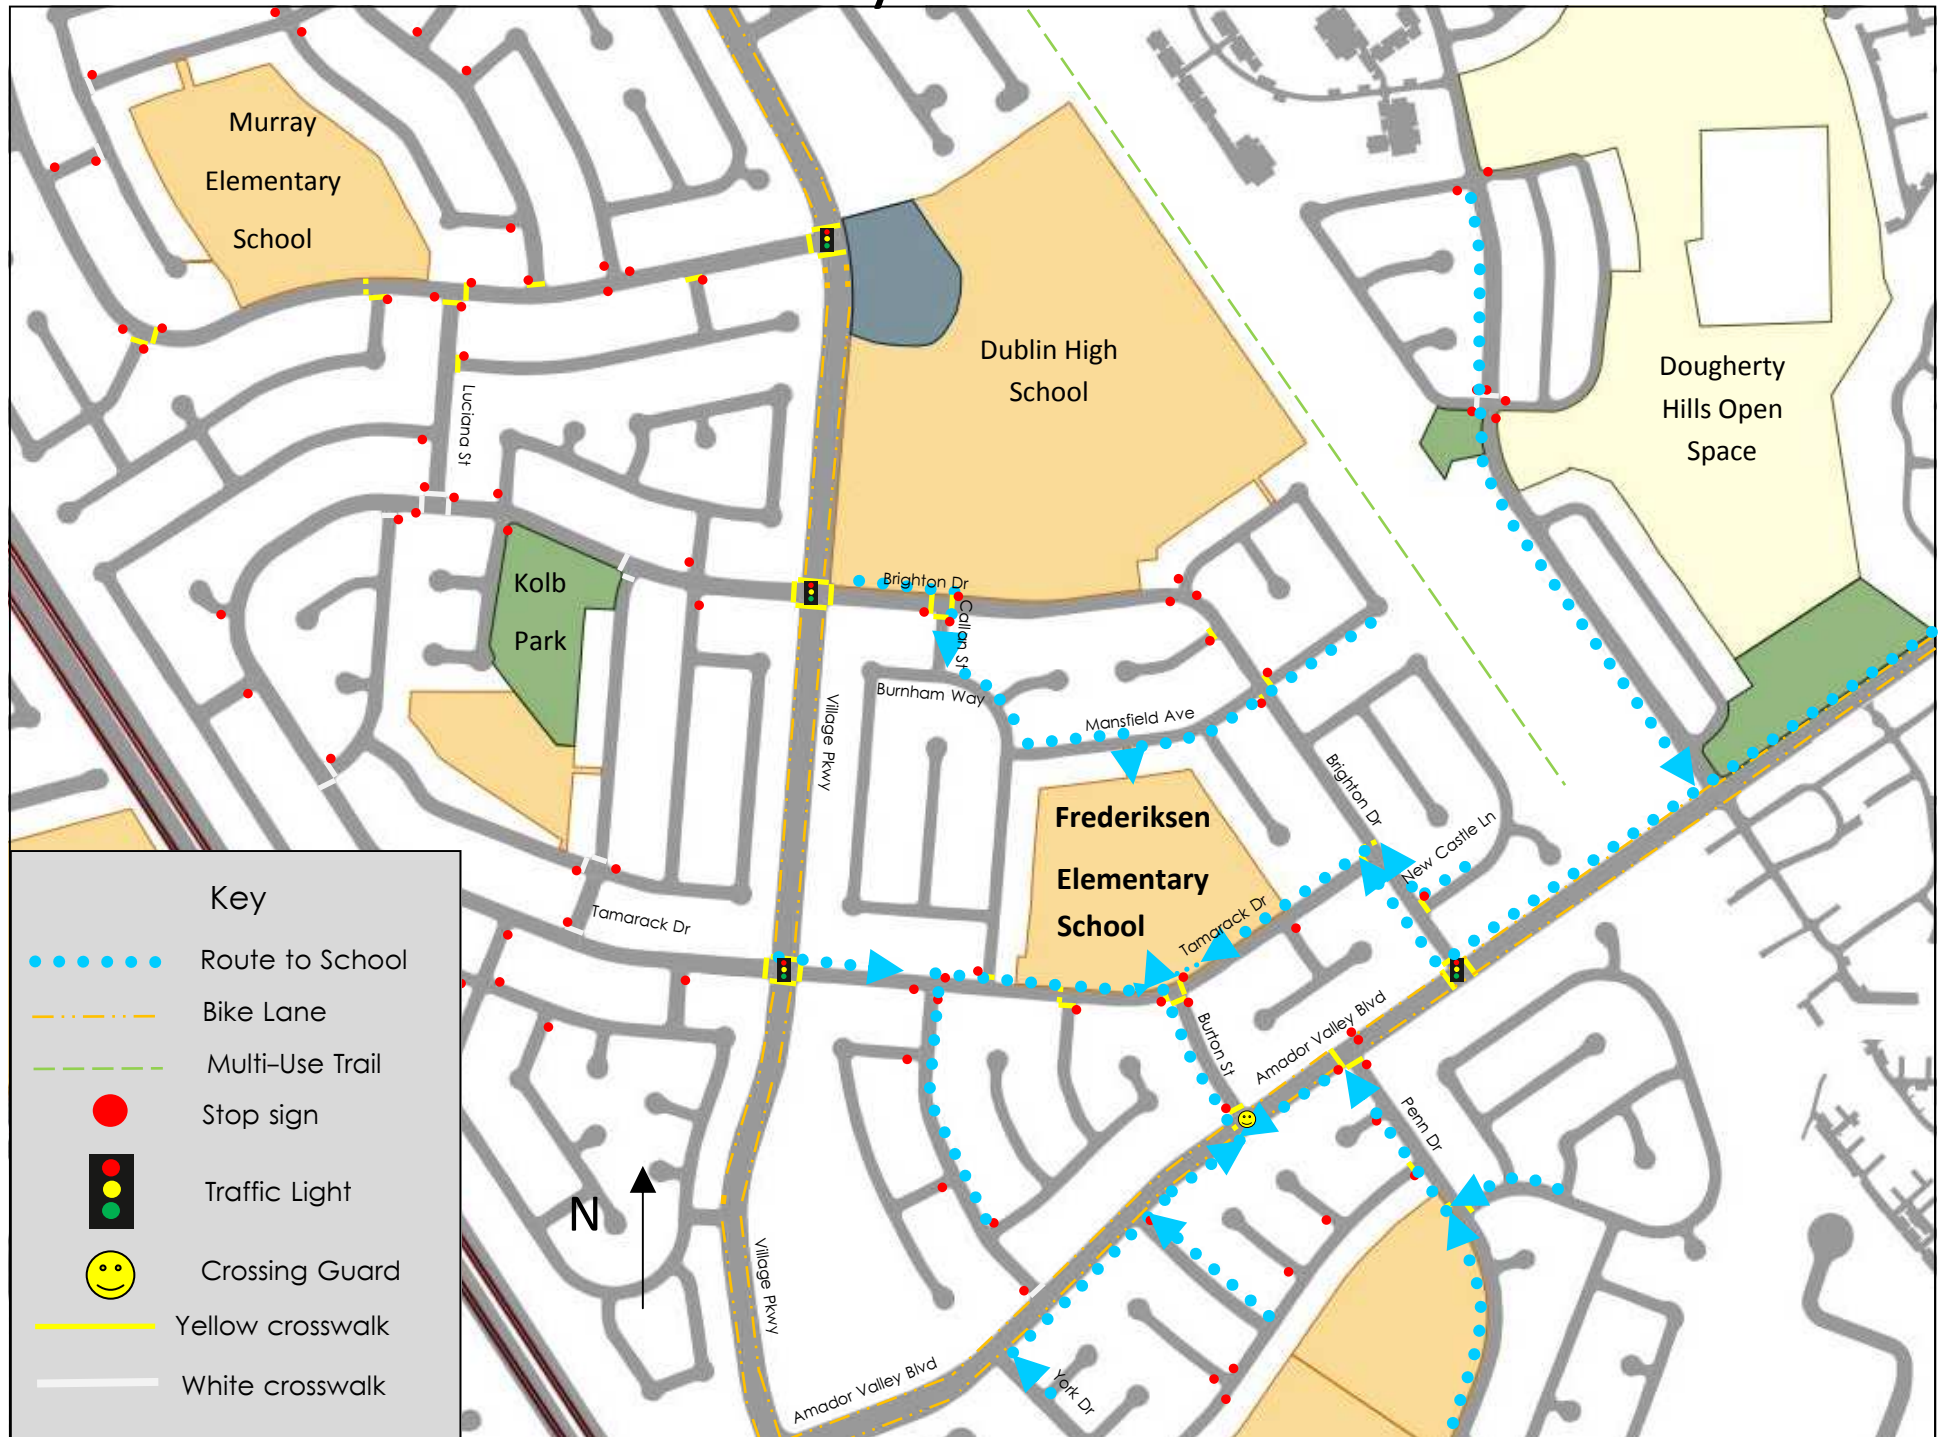 Murray
Elementary
School
Dublin High
School
Dougherty
Hills Open
Space
Luciana St
Kolb
Park
Brighton Dr
Callan St
Burnham Way
Mansfield Ave
Village Pkwy
Brighton Dr
New Castle Ln
Frederiksen
Elementary
School
Tamarack Dr
Tamarack Dr
Burton St
Amador Valley Blvd
Penn Dr
Village Pkwy
Amador Valley Blvd
York Dr
N
Key
Route to School
Bike Lane
Multi-Use Trail
Stop sign
Traffic Light
Crossing Guard
Yellow crosswalk
White crosswalk